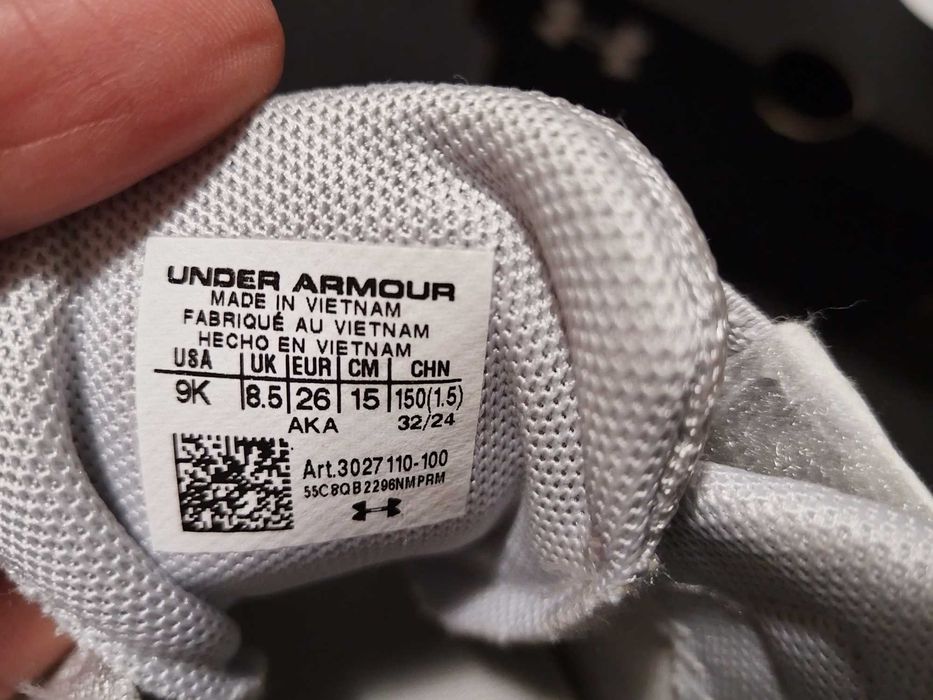 UNDER ARMOUR
MADE IN VIETNAM
FABRIQUÉ AU VIETNAM
HECHO EN VIETNAM
USA UK EUR CM CHN
9K 8.5 26 15 150(1.5)
AKA 32/24
Art.3027110-100
55C8QB2296NMPRM